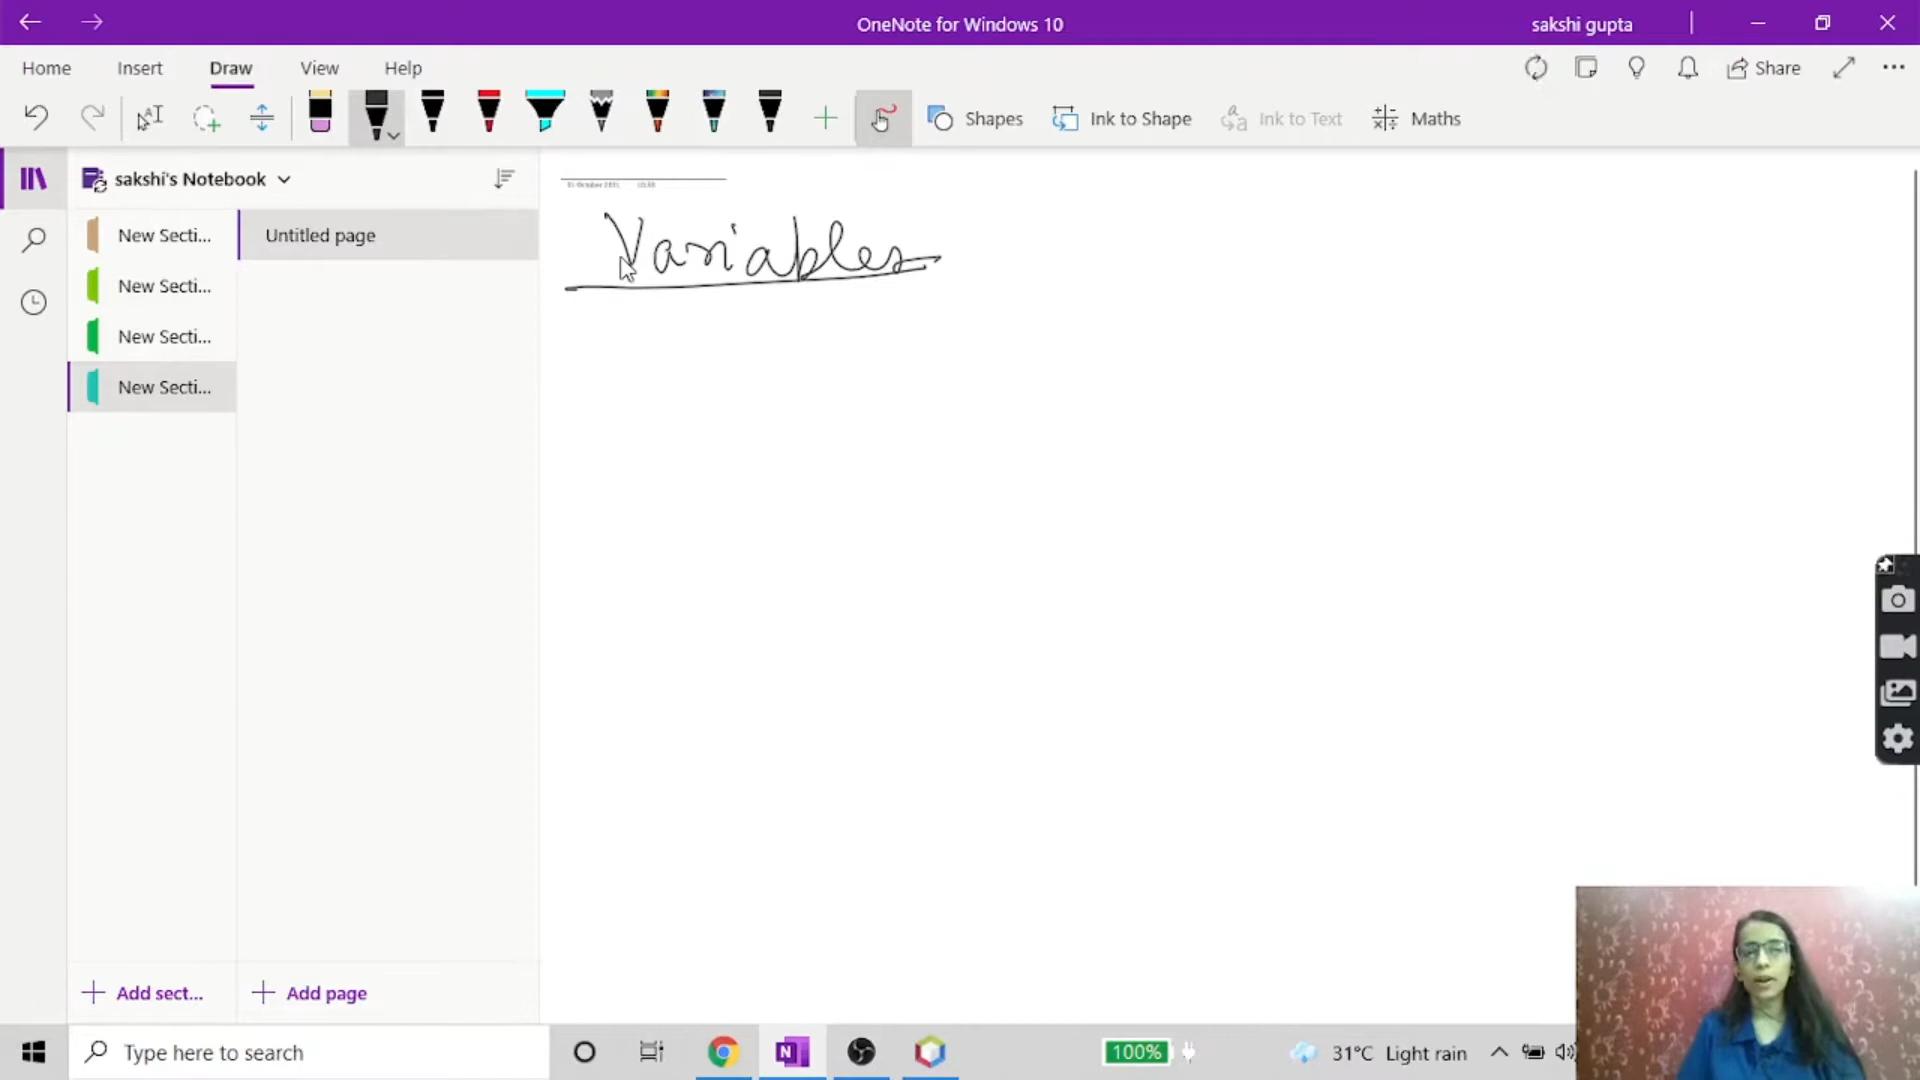 OneNote for Windows 10
sakshi gupta
Home Insert Draw View Help
Share
Shapes
Ink to Shape
Ink to Text
Maths
sakshi's Notebook
New Secti...
Untitled page
New Secti...
New Secti...
New Secti...
Variables
Add sect...
Add page
Type here to search
100%
31°C Light rain